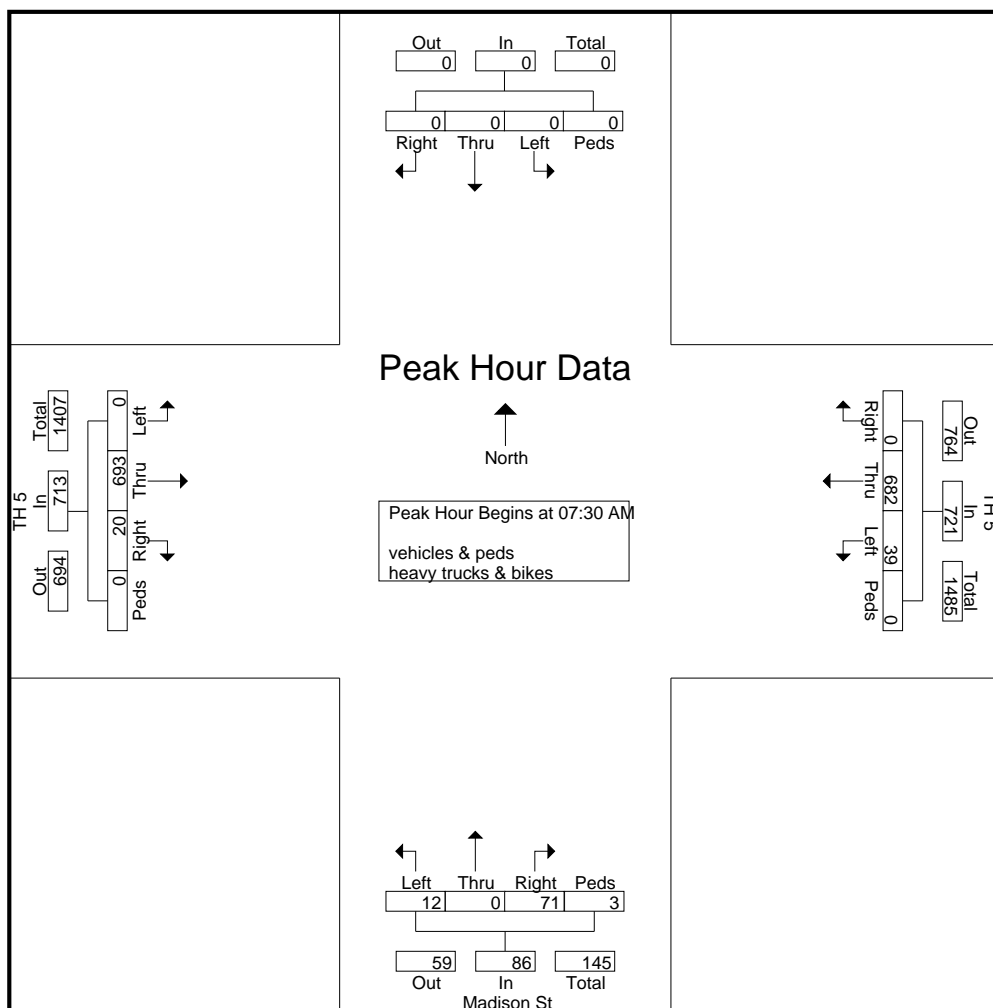 Out In Total
0 0 0
0 0 0 0
Right Thru Left Peds
Peak Hour Data
North
Peak Hour Begins at 07:30 AM
vehicles & peds
heavy trucks & bikes
TH 5
Out In Total
694 713 1407
0 693 20 0
Left Thru Right Peds
TH 5
Out In Total
764 721 1485
Right Thru Left Peds
0 682 39 0
Left Thru Right Peds
12 0 71 3
59 86 145
Out In Total
Madison St